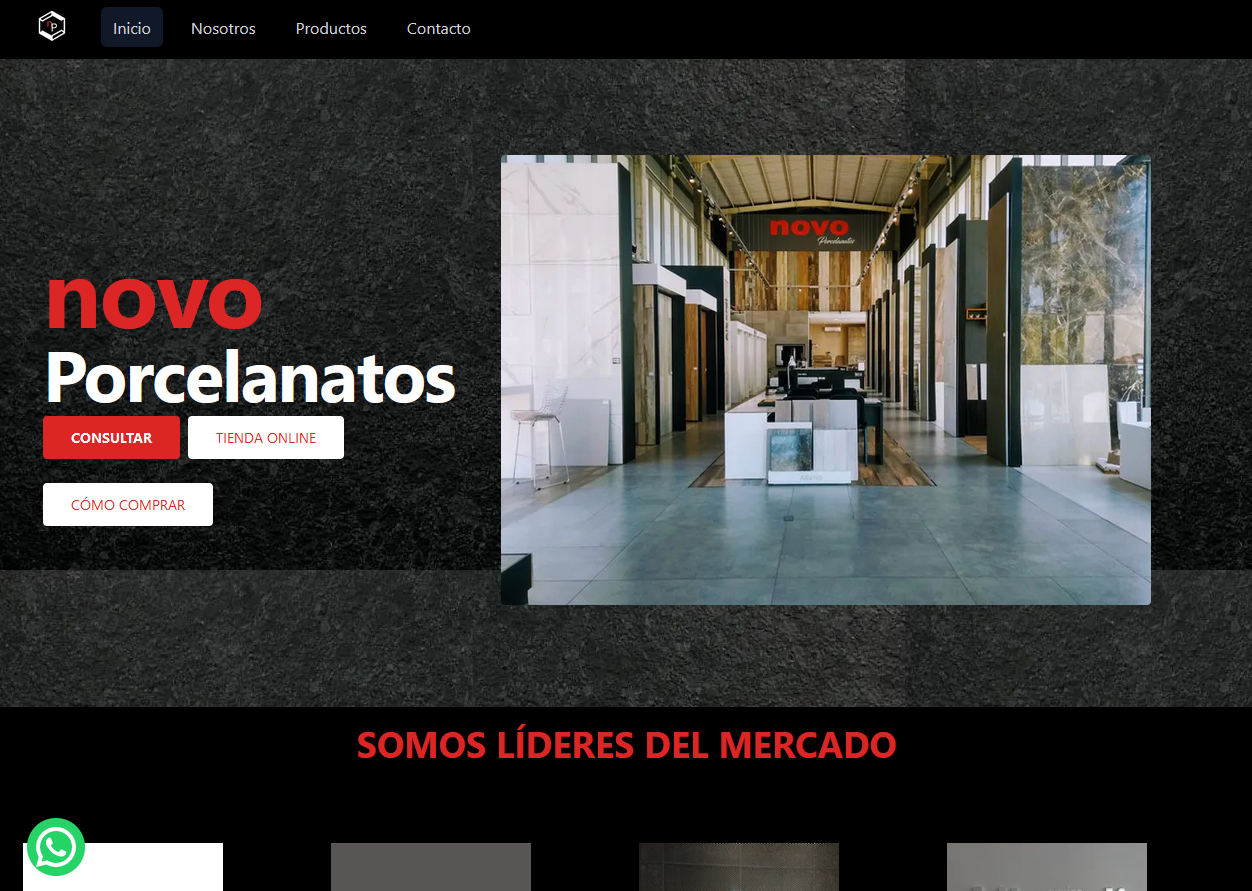 Inicio
Nosotros
Productos
Contacto
novo
Porcelanatos
CONSULTAR
TIENDA ONLINE
CÓMO COMPRAR
novo
Porcelanatos
SOMOS LÍDERES DEL MERCADO